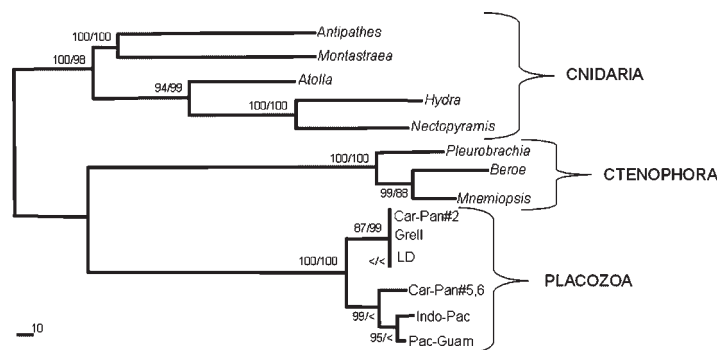 Antipathes
100/100
Montastraea
100/98
CNIDARIA
Atolla
94/99
Hydra
100/100
Nectopyramis
Pleurobrachia
100/100
Beroe
CTENOPHORA
99/88
Mnemiopsis
Car-Pan#2
87/99
Grell
LD
</<
100/100
PLACOZOA
Car-Pan#5,6
99/<
Indo-Pac
95/<
Pac-Guam
10